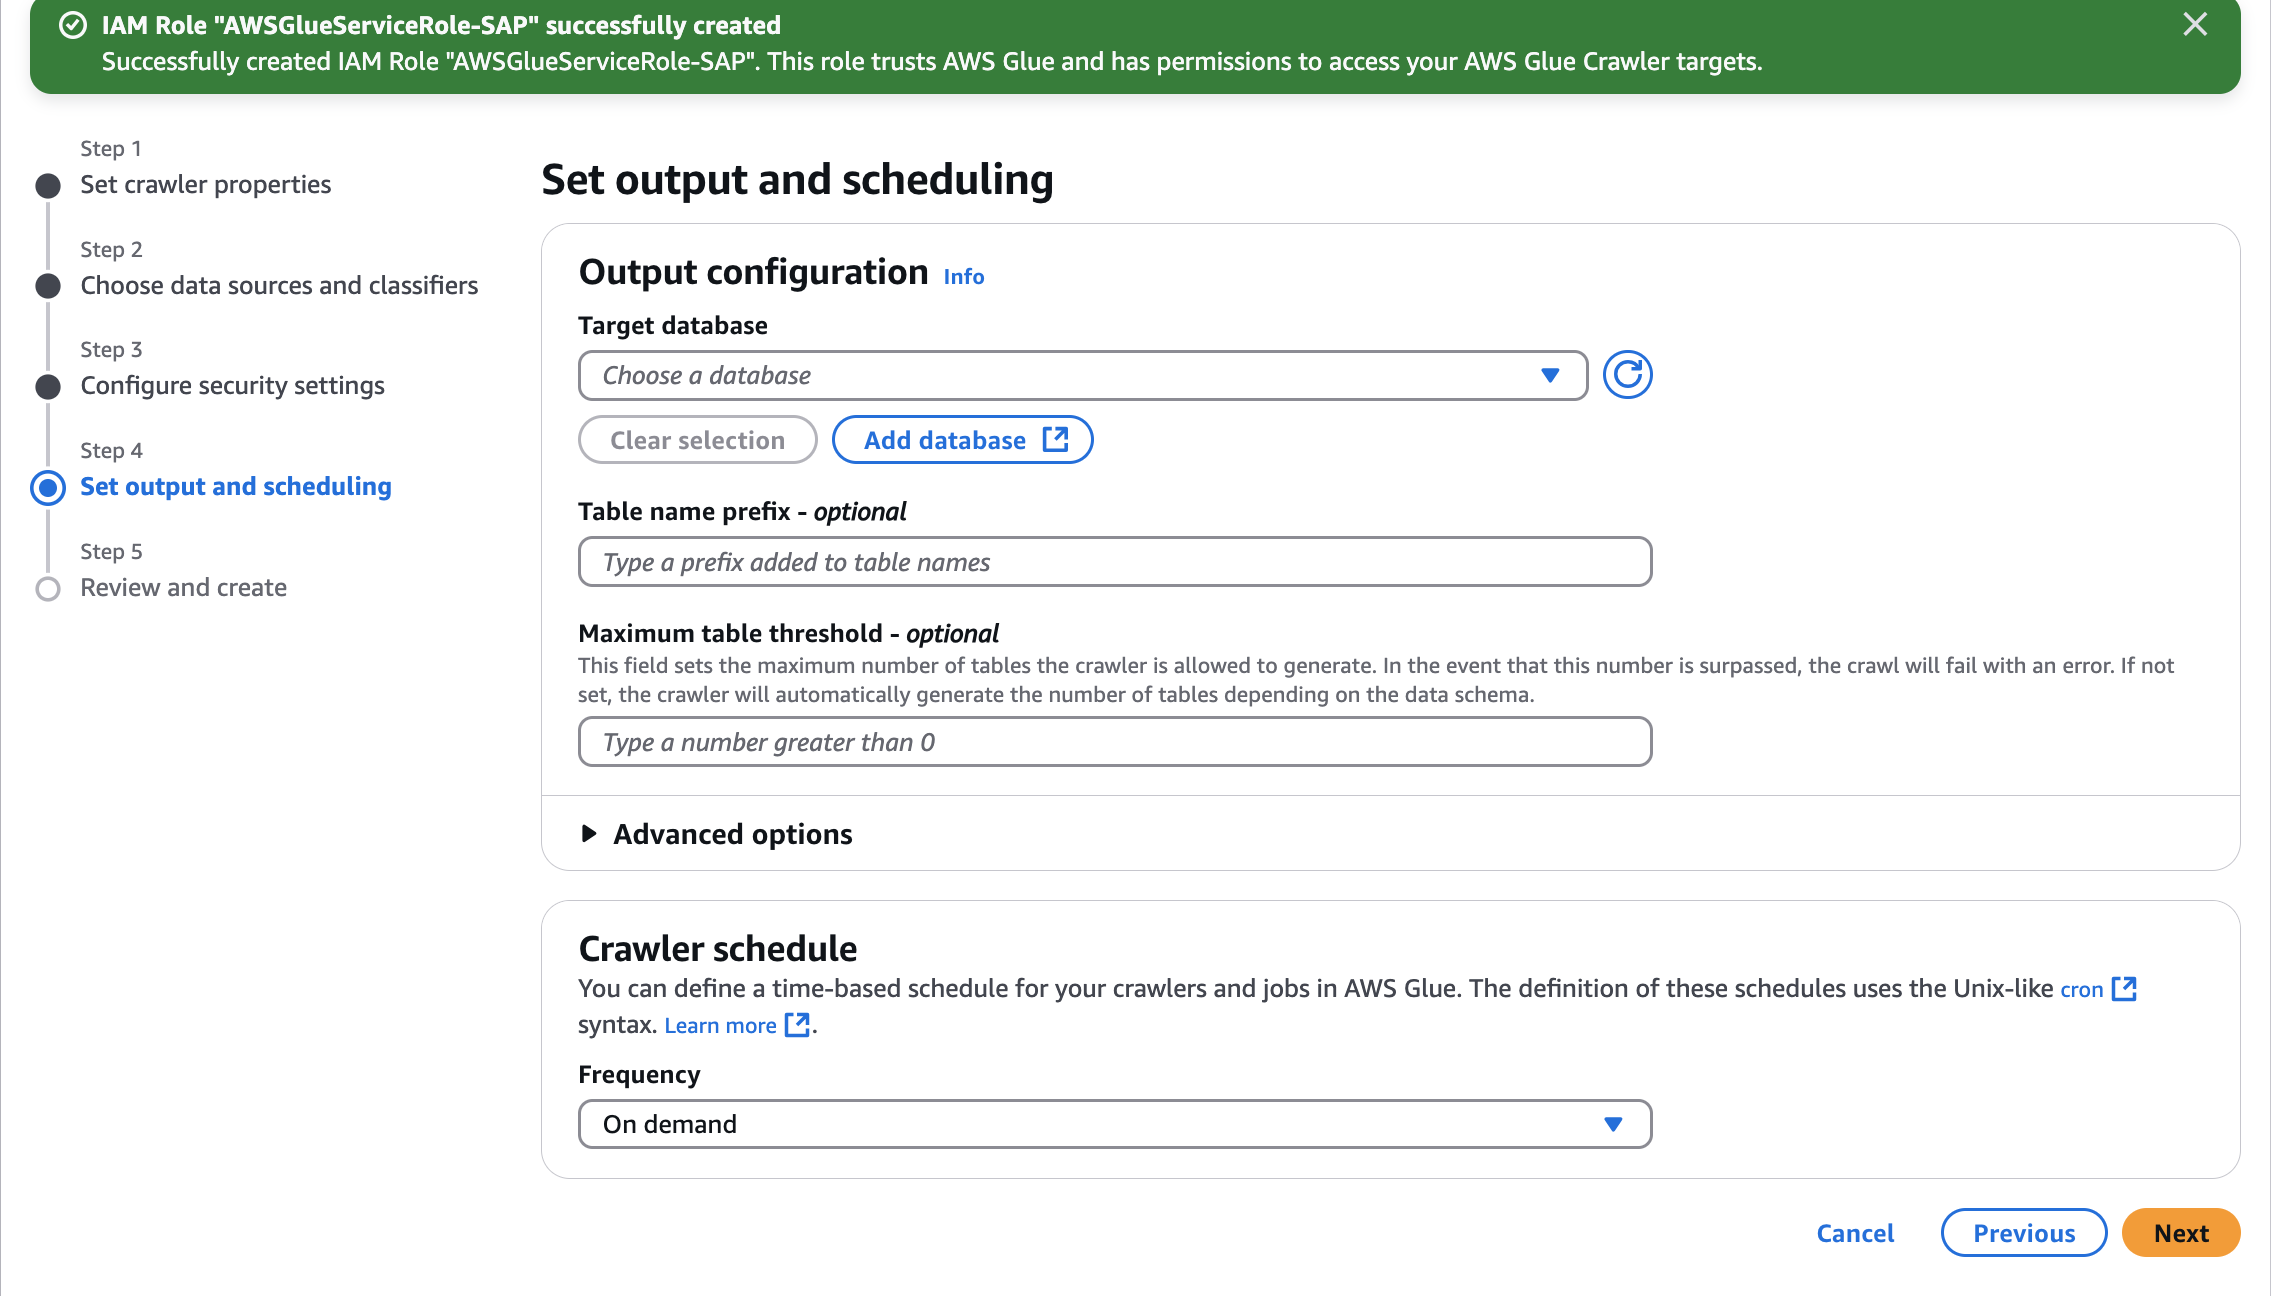 IAM Role "AWSGlueServiceRole-SAP" successfully created
Successfully created IAM Role "AWSGlueServiceRole-SAP". This role trusts AWS Glue and has permissions to access your AWS Glue Crawler targets.
Step 1
Set crawler properties
Step 2
Choose data sources and classifiers
Step 3
Configure security settings
Step 4
Set output and scheduling
Step 5
Review and create
Set output and scheduling
Output configuration Info
Target database
Choose a database
Clear selection
Add database
Table name prefix - optional
Type a prefix added to table names
Maximum table threshold - optional
This field sets the maximum number of tables the crawler is allowed to generate. In the event that this number is surpassed, the crawl will fail with an error. If not
set, the crawler will automatically generate the number of tables depending on the data schema.
Type a number greater than 0
Advanced options
Crawler schedule
You can define a time-based schedule for your crawlers and jobs in AWS Glue. The definition of these schedules uses the Unix-like cron
syntax. Learn more.
Frequency
On demand
Cancel
Previous
Next